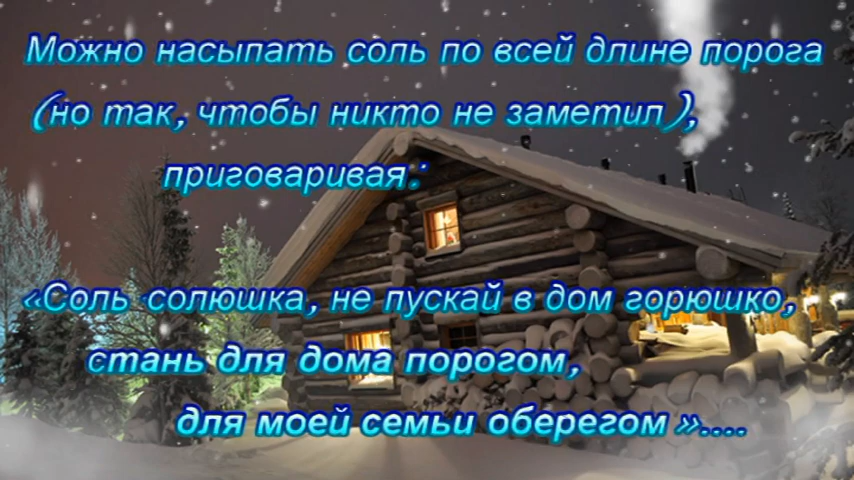 Можно насыпать соль по всей длине порога
(но так, чтобы никто не заметил),
приговаривая:
«Соль -солюшка, не пускай в дом горюшко,
стань для дома порогом,
для моей семьи оберегом»....